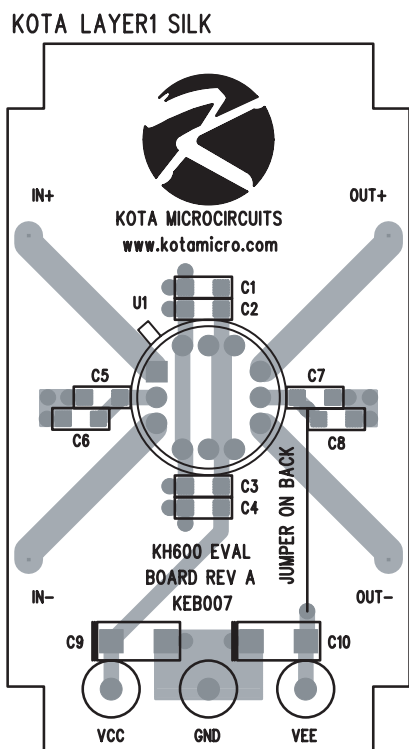 KOTA LAYER1 SILK
IN+
OUT+
KOTA MICROCIRCUITS
www.kotamicro.com
C1
U1
C2
C5
C7
C6
C8
C3
C4
JUMPER ON BACK
KH600 EVAL
BOARD REV A
KEB007
IN-
OUT-
C9
C10
VCC
GND
VEE